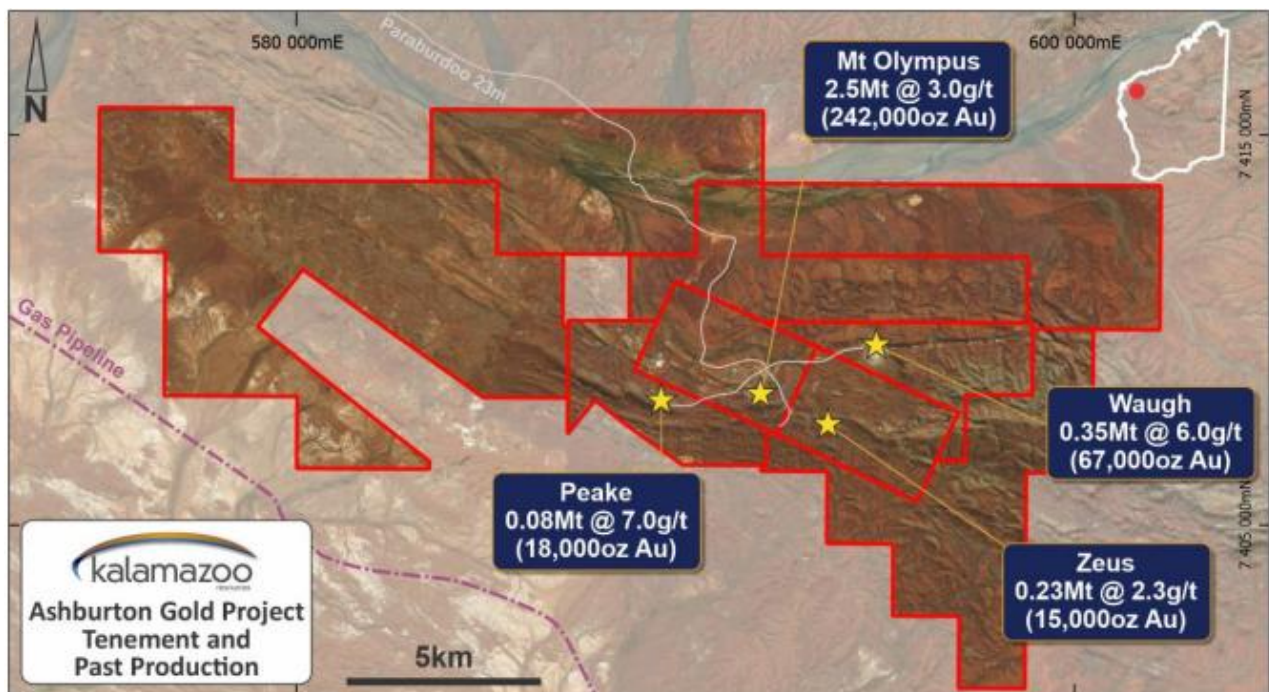 580 000mE
600 000mE
N
Paraburdoo 23m
Mt Olympus
2.5Mt @ 3.0g/t
(242,000oz Au)
7 415 000mN
Gas Pipeline
Waugh
0.35Mt @ 6.0g/t
(67,000oz Au)
Peake
0.08Mt @ 7.0g/t
(18,000oz Au)
7 405 000mN
Zeus
0.23Mt @ 2.3g/t
(15,000oz Au)
kalamazoo
resources
Ashburton Gold Project
Tenement and
Past Production
5km